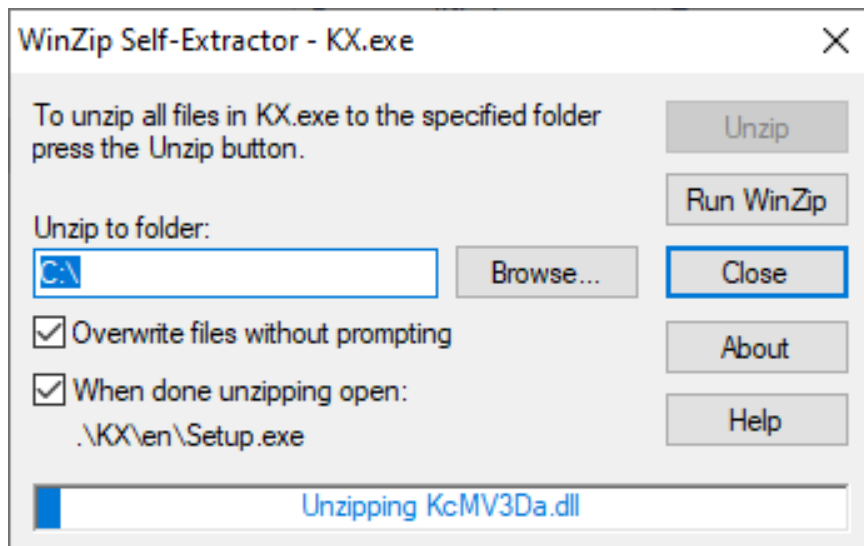 WinZip Self-Extractor - KX.exe
To unzip all files in KX.exe to the specified folder
press the Unzip button.
Unzip
Run WinZip
Unzip to folder:
C:\
Browse...
Close
Overwrite files without prompting
About
When done unzipping open:
.\KX\en\Setup.exe
Help
Unzipping KcMV3Da.dll